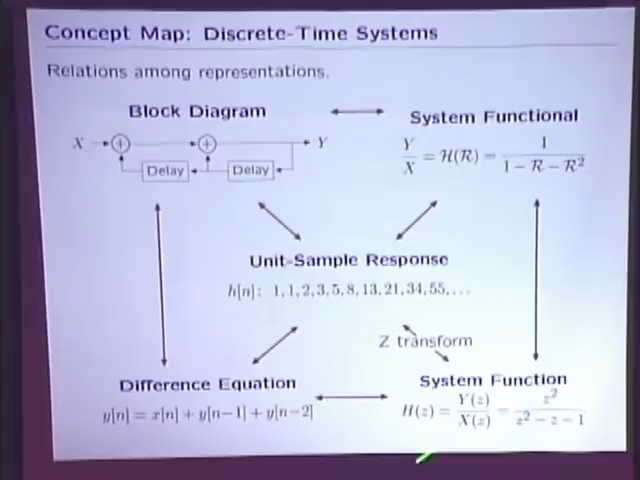 Concept Map: Discrete-Time Systems
Relations among representations.
Block Diagram
System Functional
X + + Y
Delay Delay
Y/X = H(R) = 1/(1 − R − R²)
Unit-Sample Response
h[n]: 1, 1, 2, 3, 5, 8, 13, 21, 34, 55, . . .
Z transform
Difference Equation
System Function
y[n] = x[n] + y[n−1] + y[n−2]
H(z) = Y(z)/X(z) = z²/(z² − z − 1)